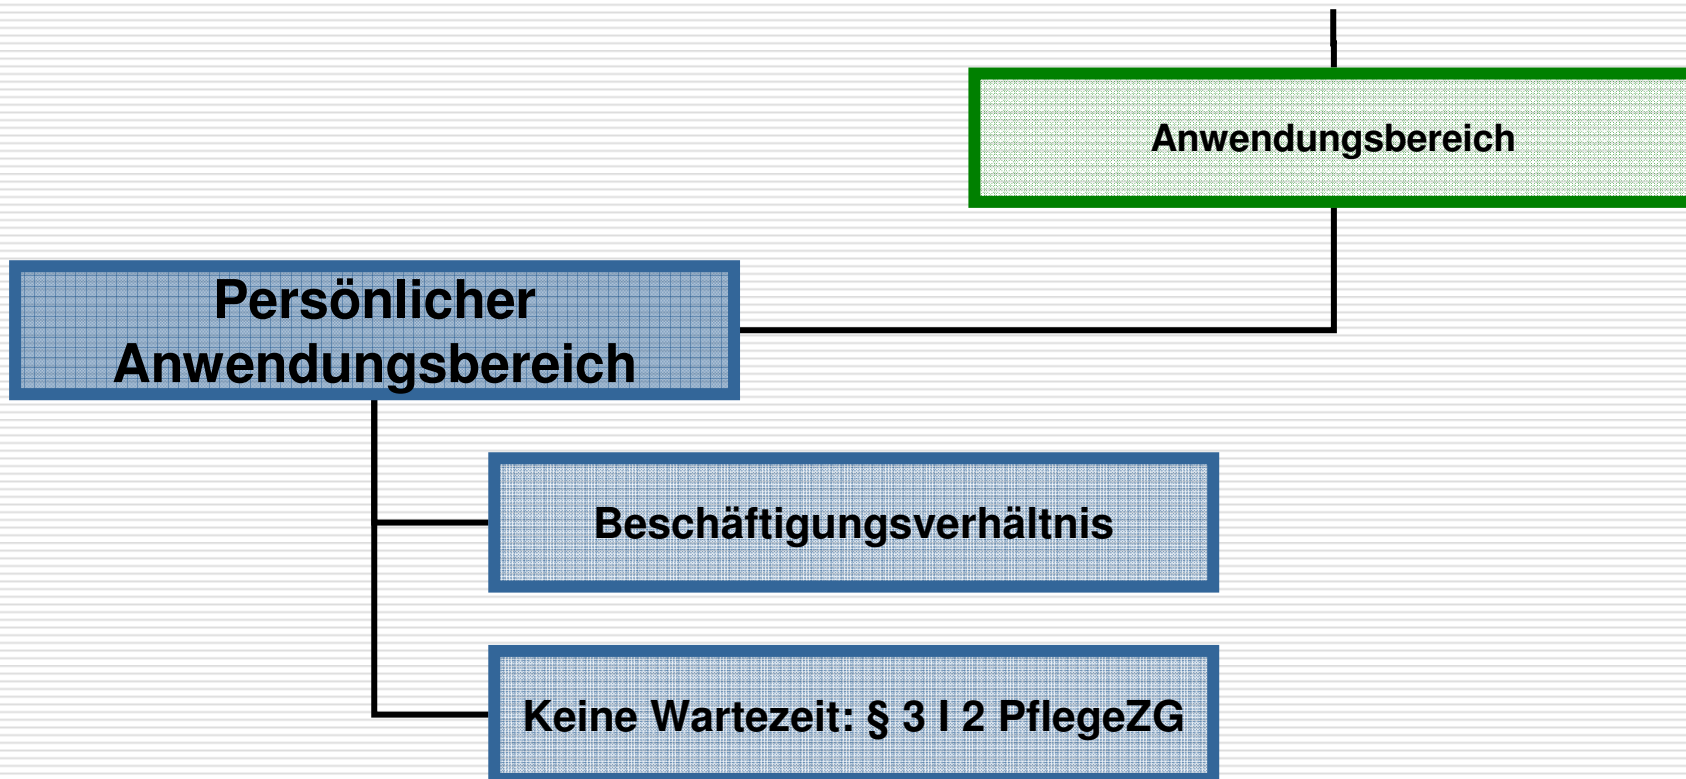 Anwendungsbereich
Persönlicher
Anwendungsbereich
Beschäftigungsverhältnis
Keine Wartezeit: § 3 I 2 PflegeZG